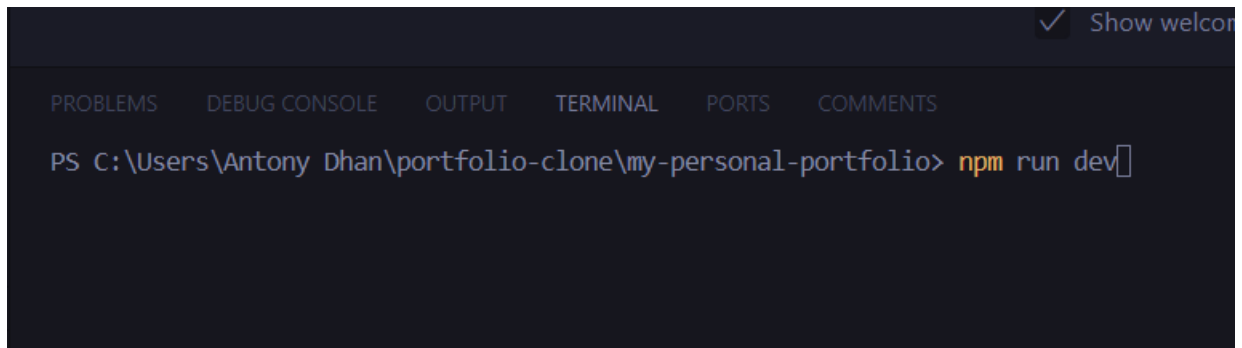 Show welcom
PROBLEMS DEBUG CONSOLE OUTPUT TERMINAL PORTS COMMENTS
PS C:\Users\Antony Dhan\portfolio-clone\my-personal-portfolio> npm run dev